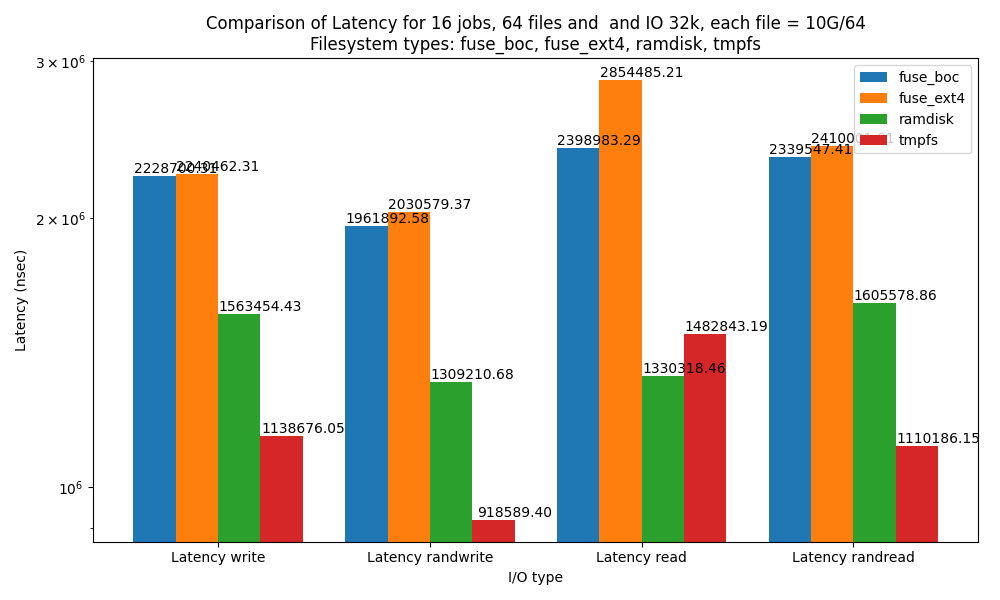 Comparison of Latency for 16 jobs, 64 files and  and IO 32k, each file = 10G/64
Filesystem types: fuse_boc, fuse_ext4, ramdisk, tmpfs
3 × 10⁶
2 × 10⁶
10⁶
Latency (nsec)
fuse_boc
fuse_ext4
ramdisk
tmpfs
2228700.31
2240462.31
1563454.43
1138676.05
1961892.58
2030579.37
1309210.68
918589.40
2398983.29
2854485.21
1330318.46
1482843.19
2339547.41
1605578.86
1110186.15
Latency write
Latency randwrite
Latency read
Latency randread
I/O type